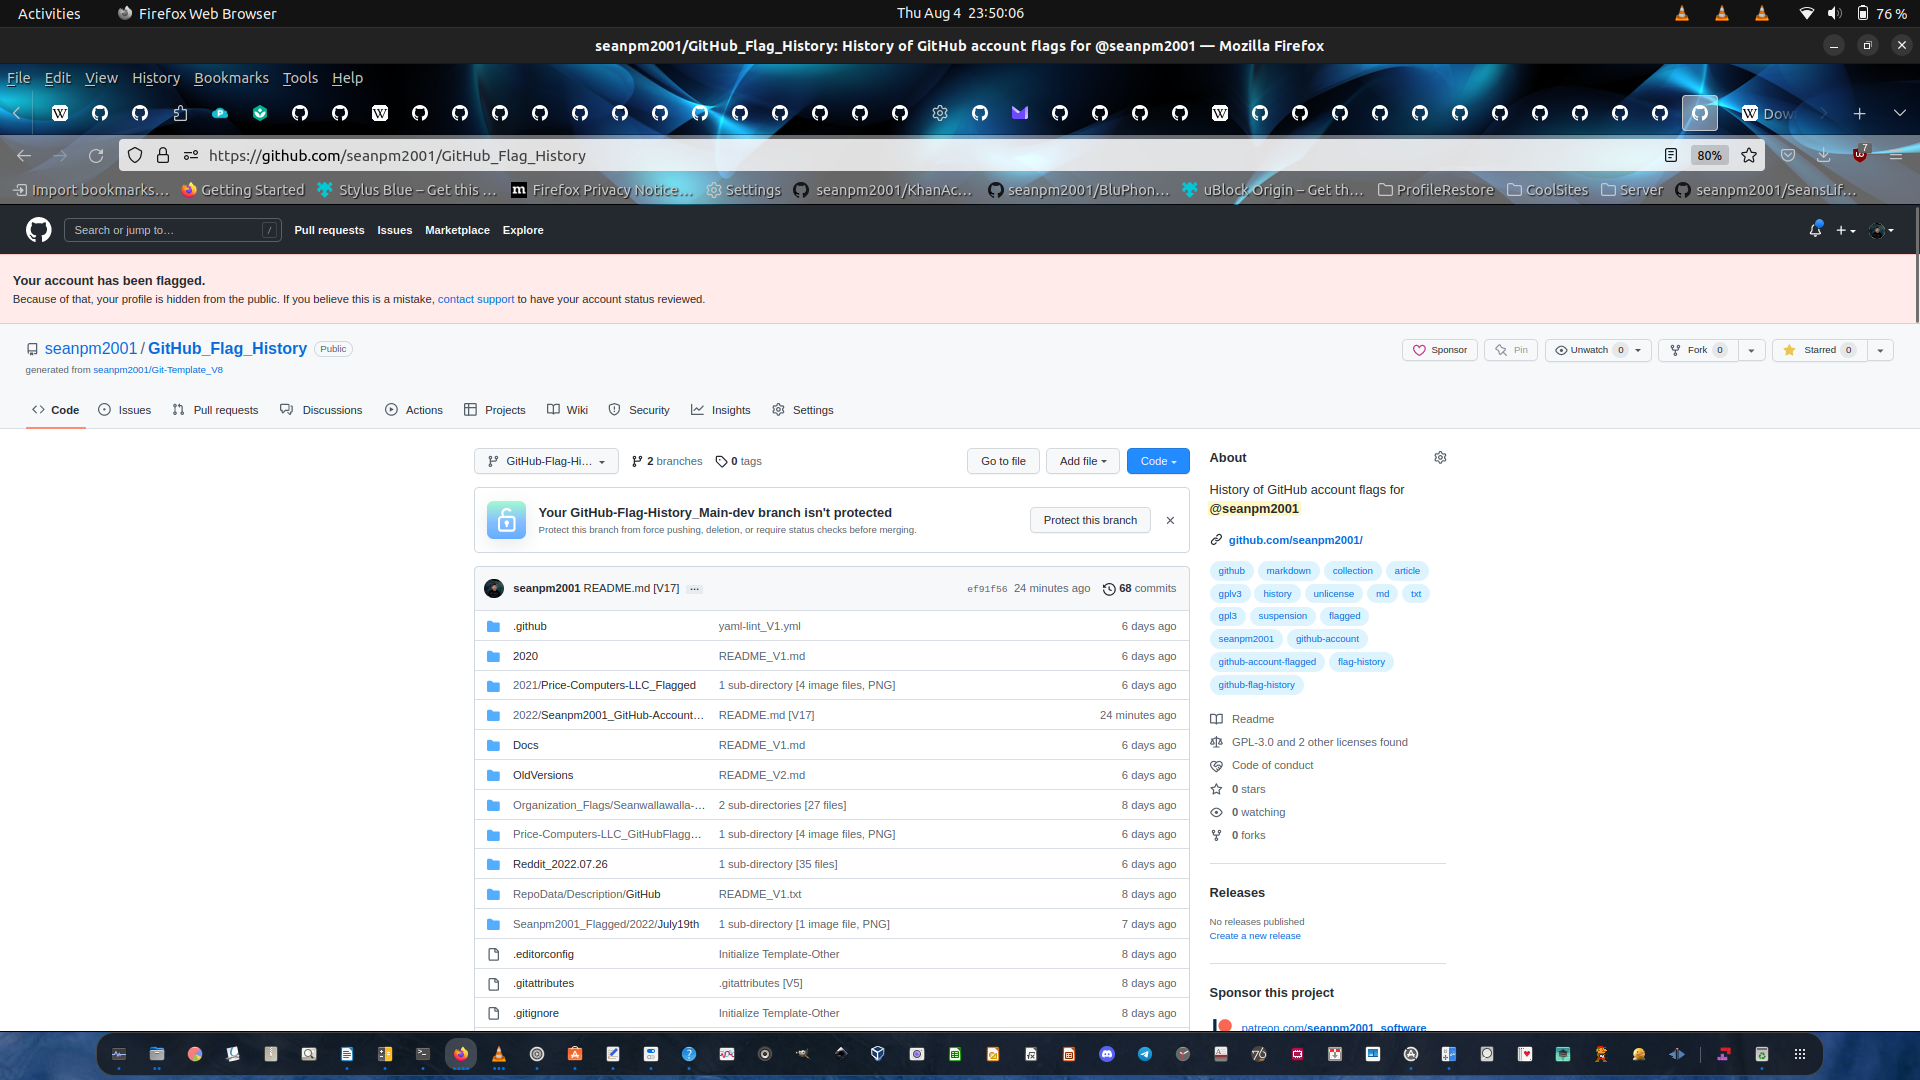 Activities
Firefox Web Browser
Thu Aug 4 23:50:06
76 %
seanpm2001/GitHub_Flag_History: History of GitHub account flags for @seanpm2001 — Mozilla Firefox
File Edit View History Bookmarks Tools Help
Dow
https://github.com/seanpm2001/GitHub_Flag_History
80%
7
Import bookmarks…
Getting Started
Stylus Blue – Get this …
Firefox Privacy Notice…
Settings
seanpm2001/KhanAc…
seanpm2001/BluPhon…
uBlock Origin – Get th…
ProfileRestore
CoolSites
Server
seanpm2001/SeansLif…
Search or jump to… /
Pull requests Issues Marketplace Explore
Your account has been flagged.
Because of that, your profile is hidden from the public. If you believe this is a mistake, contact support to have your account status reviewed.
seanpm2001 / GitHub_Flag_History Public
Sponsor
Pin
Unwatch 0
Fork 0
Starred 0
generated from seanpm2001/Git-Template_V8
Code
Issues
Pull requests
Discussions
Actions
Projects
Wiki
Security
Insights
Settings
GitHub-Flag-Hi…
2 branches
0 tags
Go to file
Add file
Code
Your GitHub-Flag-History_Main-dev branch isn't protected
Protect this branch from force pushing, deletion, or require status checks before merging.
Protect this branch
seanpm2001 README.md [V17] …
ef91f56 24 minutes ago 68 commits
.github yaml-lint_V1.yml 6 days ago
2020 README_V1.md 6 days ago
2021/Price-Computers-LLC_Flagged 1 sub-directory [4 image files, PNG] 6 days ago
2022/Seanpm2001_GitHub-Account… README.md [V17] 24 minutes ago
Docs README_V1.md 6 days ago
OldVersions README_V2.md 6 days ago
Organization_Flags/Seanwallawalla-… 2 sub-directories [27 files] 8 days ago
Price-Computers-LLC_GitHubFlagg… 1 sub-directory [4 image files, PNG] 6 days ago
Reddit_2022.07.26 1 sub-directory [35 files] 6 days ago
RepoData/Description/GitHub README_V1.txt 8 days ago
Seanpm2001_Flagged/2022/July19th 1 sub-directory [1 image file, PNG] 7 days ago
.editorconfig Initialize Template-Other 8 days ago
.gitattributes .gitattributes [V5] 8 days ago
.gitignore Initialize Template-Other 8 days ago
About
History of GitHub account flags for
@seanpm2001
github.com/seanpm2001/
github markdown collection article
gplv3 history unlicense md txt
gpl3 suspension flagged
seanpm2001 github-account
github-account-flagged flag-history
github-flag-history
Readme
GPL-3.0 and 2 other licenses found
Code of conduct
0 stars
0 watching
0 forks
Releases
No releases published
Create a new release
Sponsor this project
patreon.com/seanpm2001_software